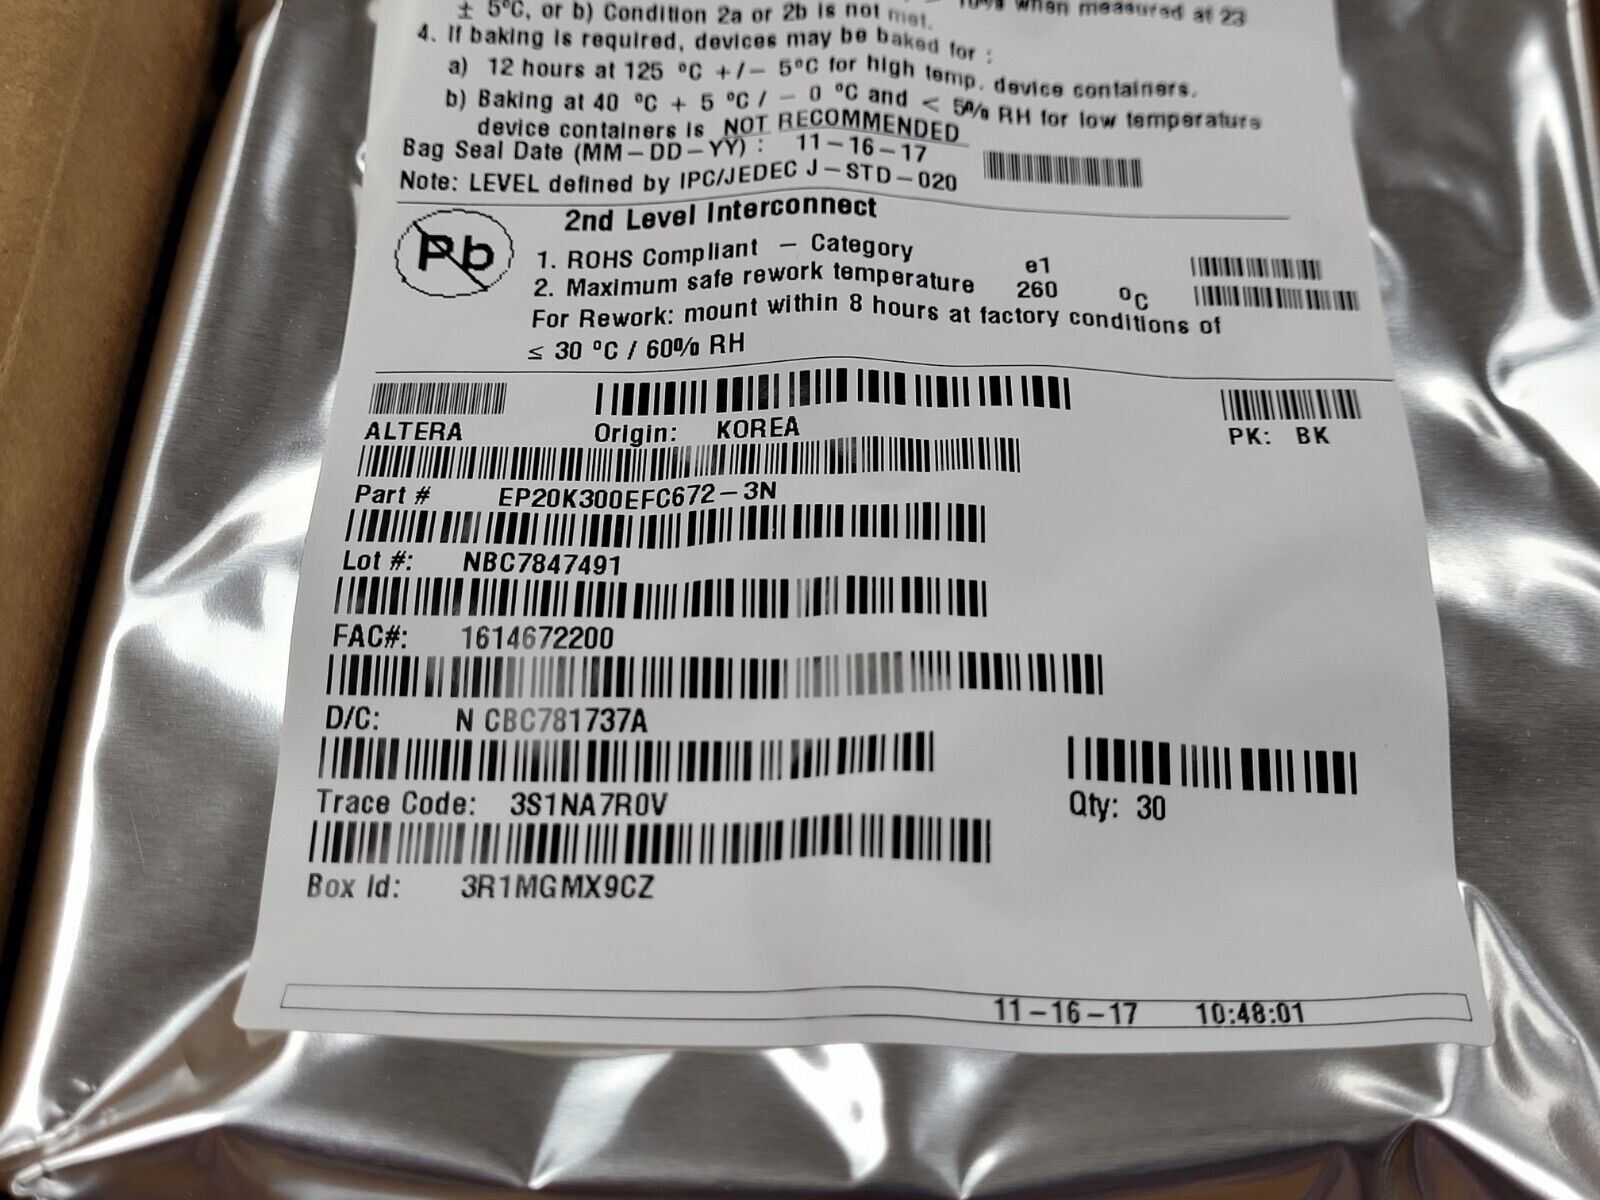 ± 5°C, or b) Condition 2a or 2b is not met. 10% when measured at 23
4. If baking is required, devices may be baked for :
a) 12 hours at 125 °C +/− 5°C for high temp. device containers.
b) Baking at 40 °C + 5 °C / − 0 °C and < 5% RH for low temperature
device containers is NOT RECOMMENDED
Bag Seal Date (MM−DD−YY) : 11−16−17
Note: LEVEL defined by IPC/JEDEC J−STD−020
Pb
2nd Level Interconnect
1. ROHS Compliant − Category e1
2. Maximum safe rework temperature 260 °C
For Rework: mount within 8 hours at factory conditions of
≤ 30 °C / 60% RH
ALTERA Origin: KOREA PK: BK
Part # EP20K300EFC672−3N
Lot #: NBC7847491
FAC#: 1614672200
D/C: N CBC781737A
Trace Code: 3S1NA7R0V Qty: 30
Box Id: 3R1MGMX9CZ
11−16−17 10:48:01